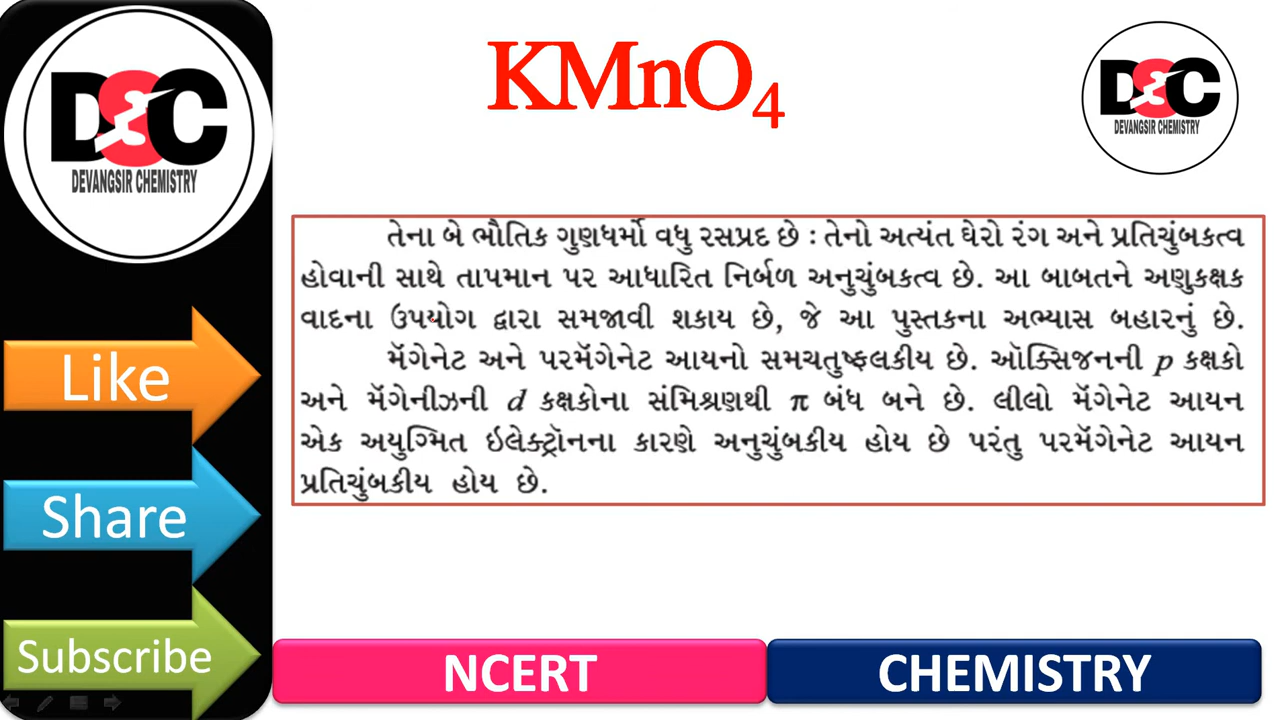 DSC
DEVANGSIR CHEMISTRY
KMnO₄
DSC
DEVANGSIR CHEMISTRY
તેના બે ભૌતિક ગુણધર્મો વધુ રસપ્રદ છે : તેનો અત્યંત ઘેરો રંગ અને પ્રતિચુંબકત્વ
હોવાની સાથે તાપમાન પર આધારિત નિર્બળ અનુચુંબકત્વ છે. આ બાબતને અણુકક્ષક
વાદના ઉપયોગ દ્વારા સમજાવી શકાય છે, જે આ પુસ્તકના અભ્યાસ બહારનું છે.
મૅંગેનેટ અને પરમૅંગેનેટ આયનો સમચતુષ્ફલકીય છે. ઑક્સિજનની p કક્ષકો
અને મૅંગેનીઝની d કક્ષકોના સંમિશ્રણથી π બંધ બને છે. લીલો મૅંગેનેટ આયન
એક અયુગ્મિત ઇલેક્ટ્રૉનના કારણે અનુચુંબકીય હોય છે પરંતુ પરમૅંગેનેટ આયન
પ્રતિચુંબકીય હોય છે.
Like
Share
Subscribe
NCERT
CHEMISTRY